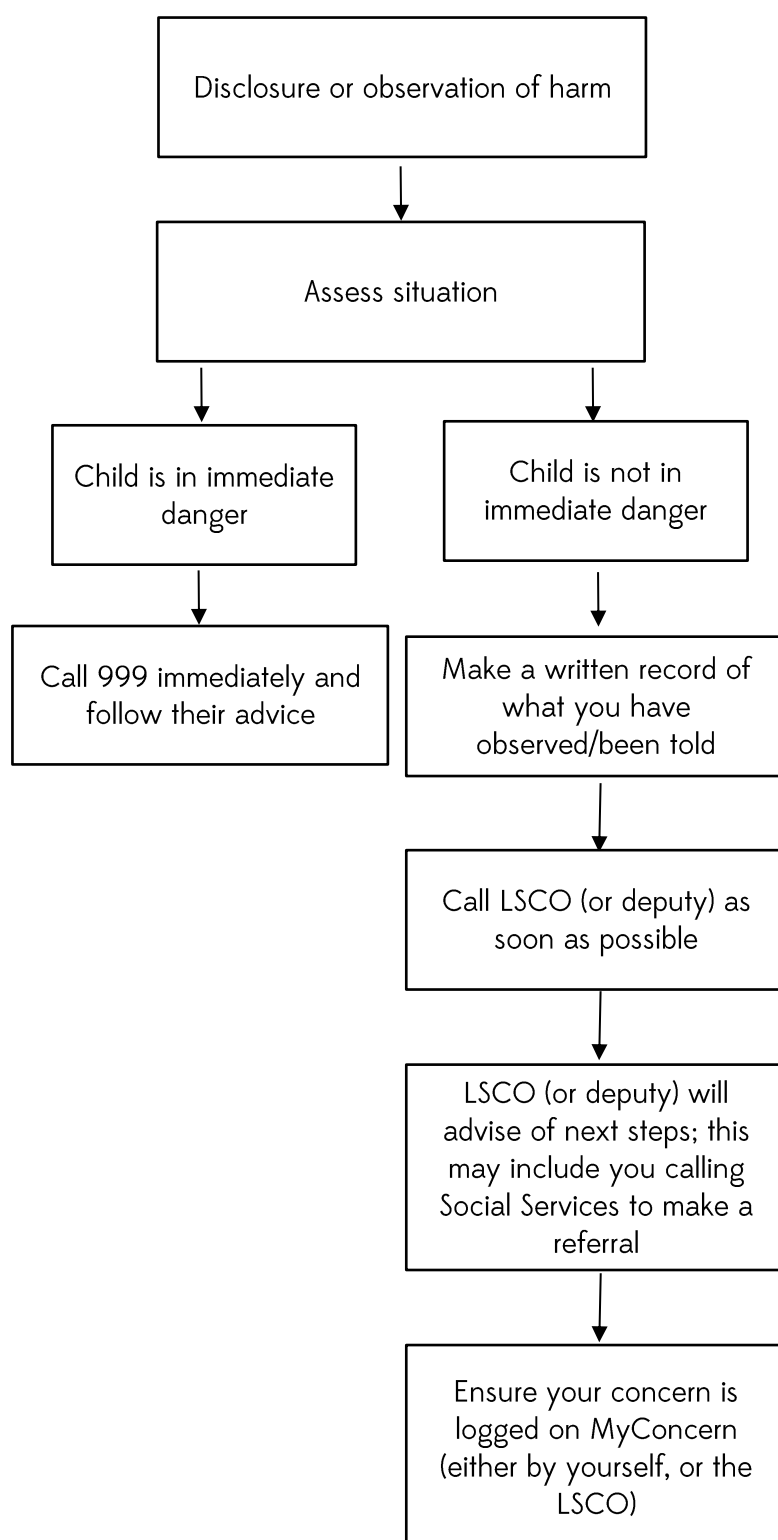 Disclosure or observation of harm
Assess situation
Child is in immediate
danger
Child is not in
immediate danger
Call 999 immediately and
follow their advice
Make a written record of
what you have
observed/been told
Call LSCO (or deputy) as
soon as possible
LSCO (or deputy) will
advise of next steps; this
may include you calling
Social Services to make a
referral
Ensure your concern is
logged on MyConcern
(either by yourself, or the
LSCO)